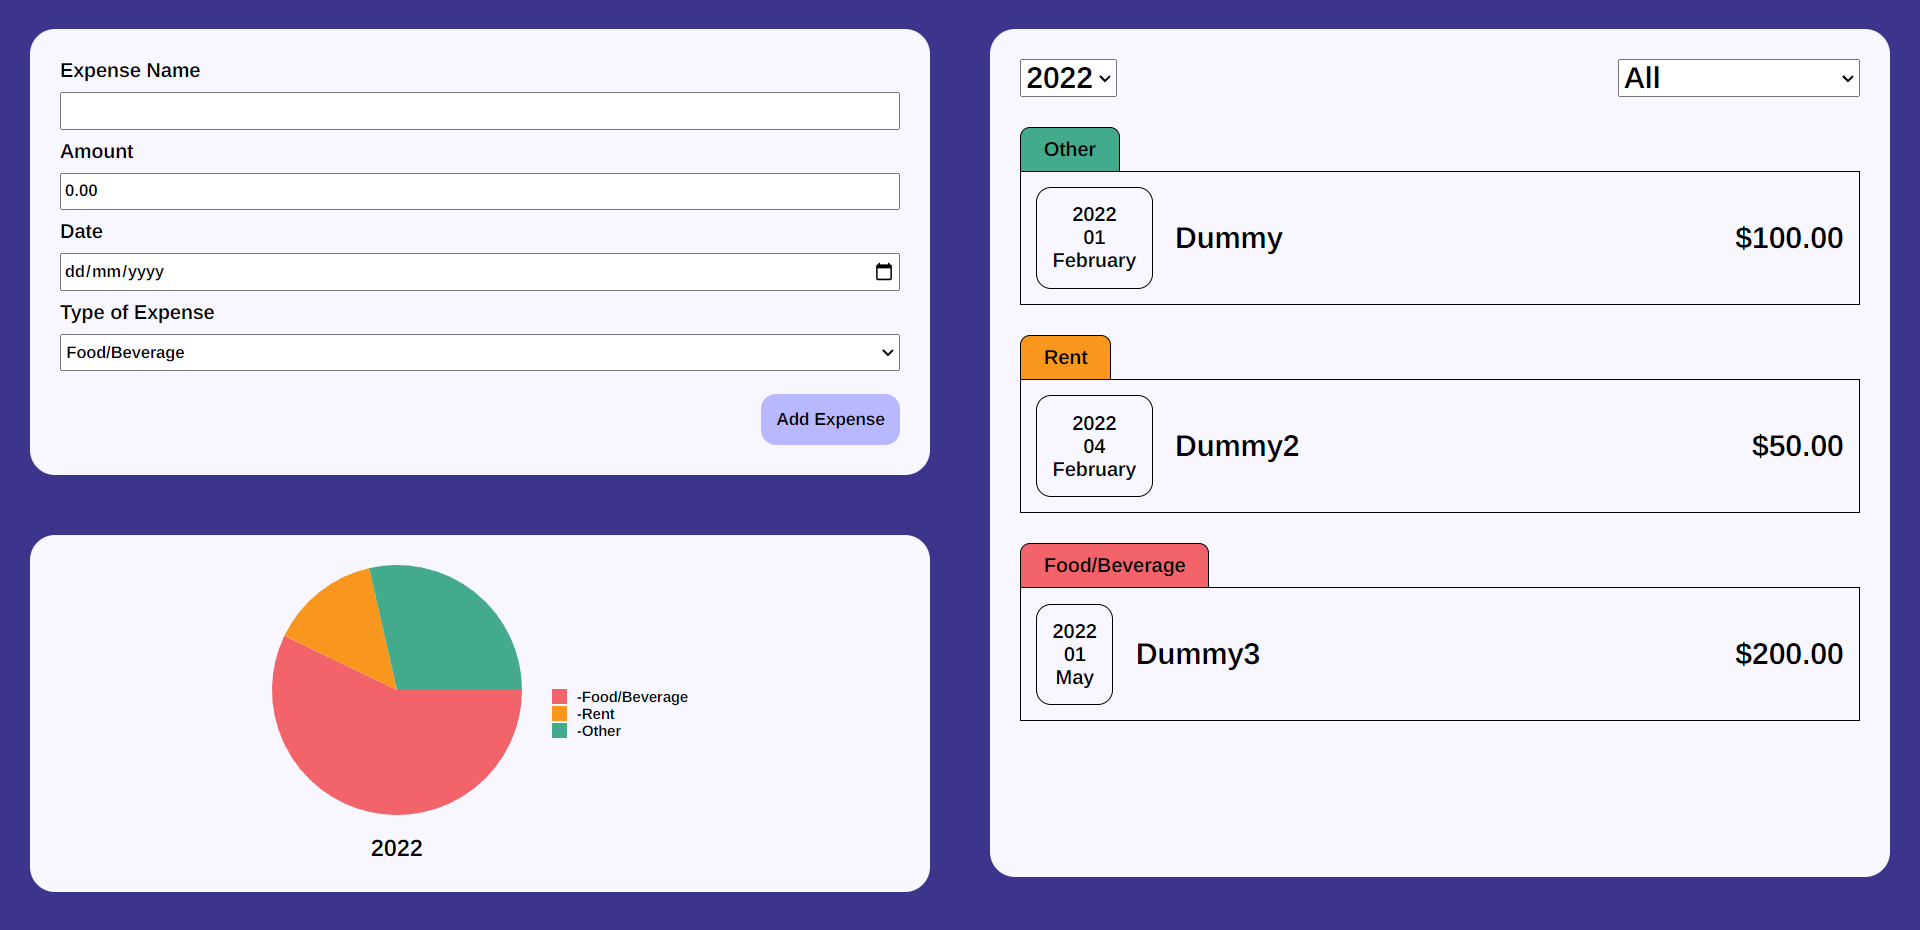 Expense Name
Amount
0.00
Date
dd/mm/yyyy
Type of Expense
Food/Beverage
Add Expense
-Food/Beverage
-Rent
-Other
2022
2022
All
Other
2022
01
February
Dummy
$100.00
Rent
2022
04
February
Dummy2
$50.00
Food/Beverage
2022
01
May
Dummy3
$200.00